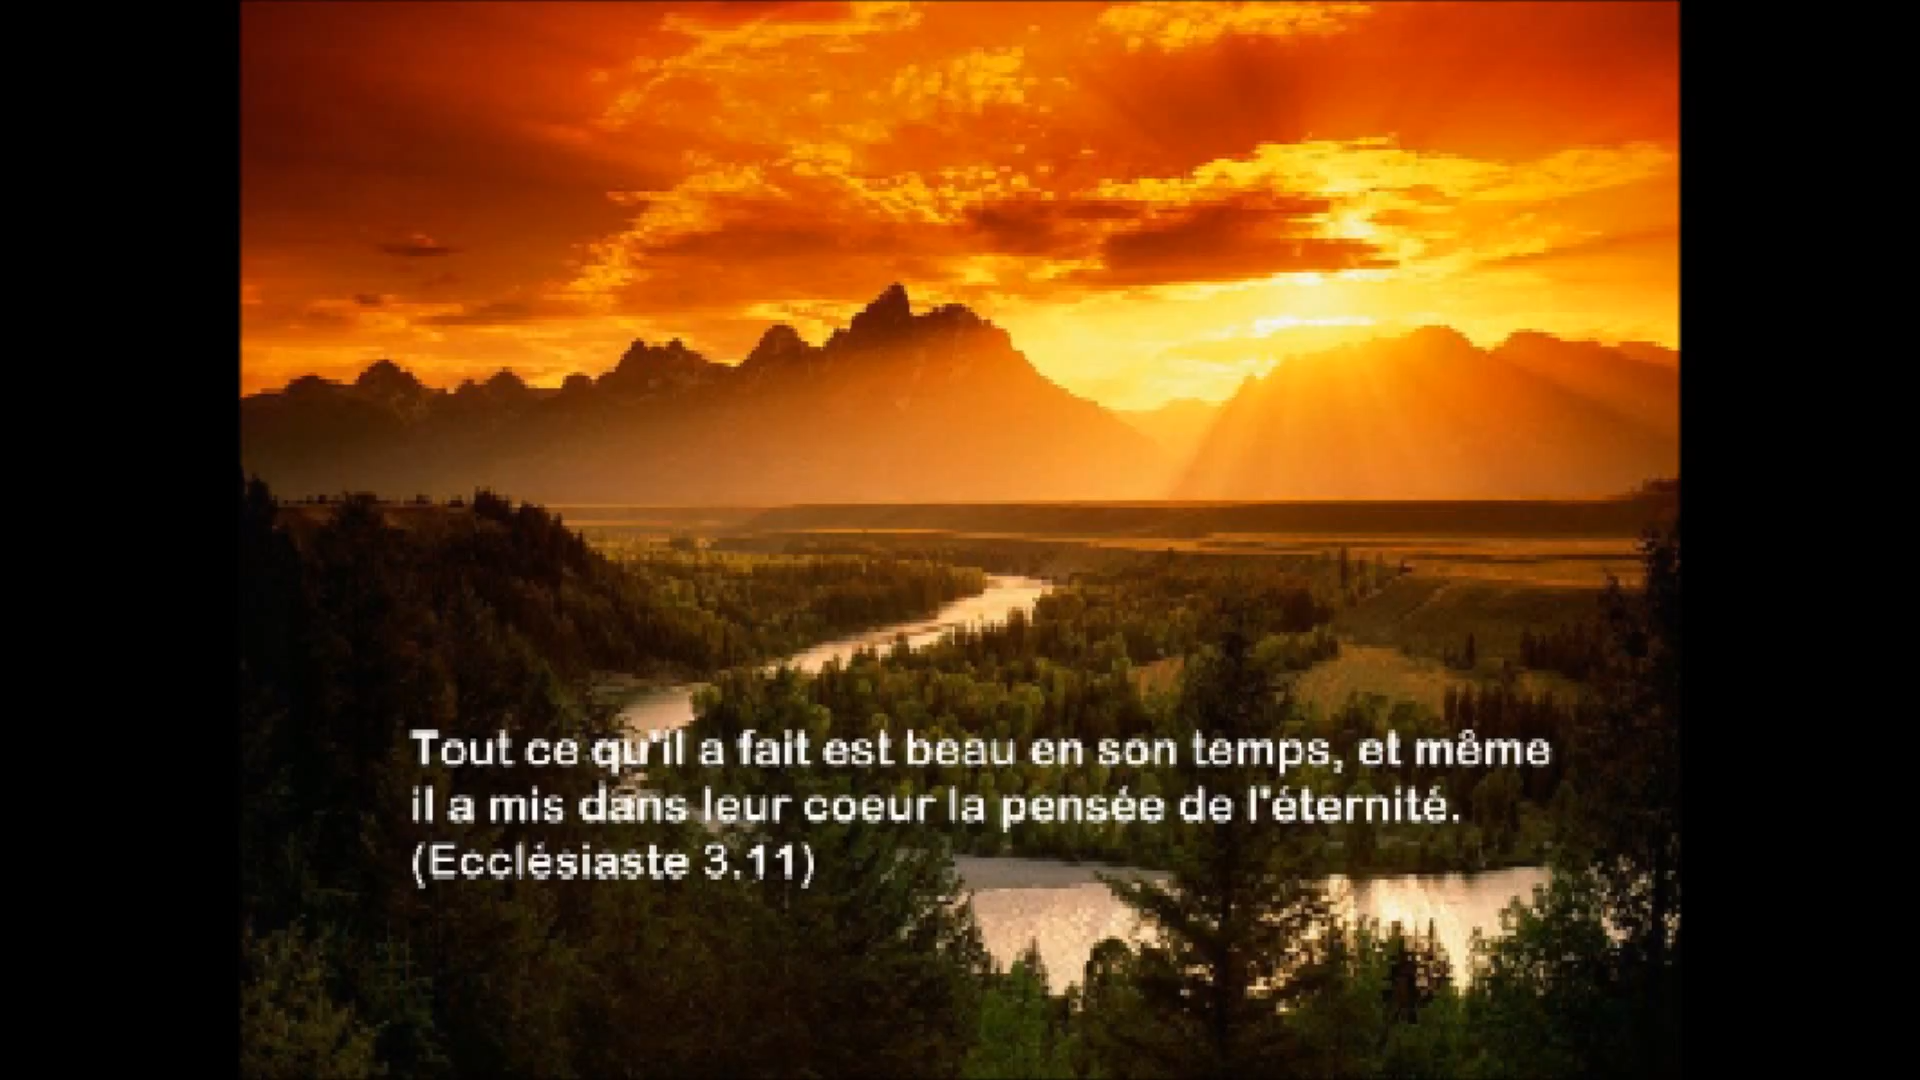 Tout ce qu'il a fait est beau en son temps, et même
il a mis dans leur coeur la pensée de l'éternité.
(Ecclésiaste 3.11)